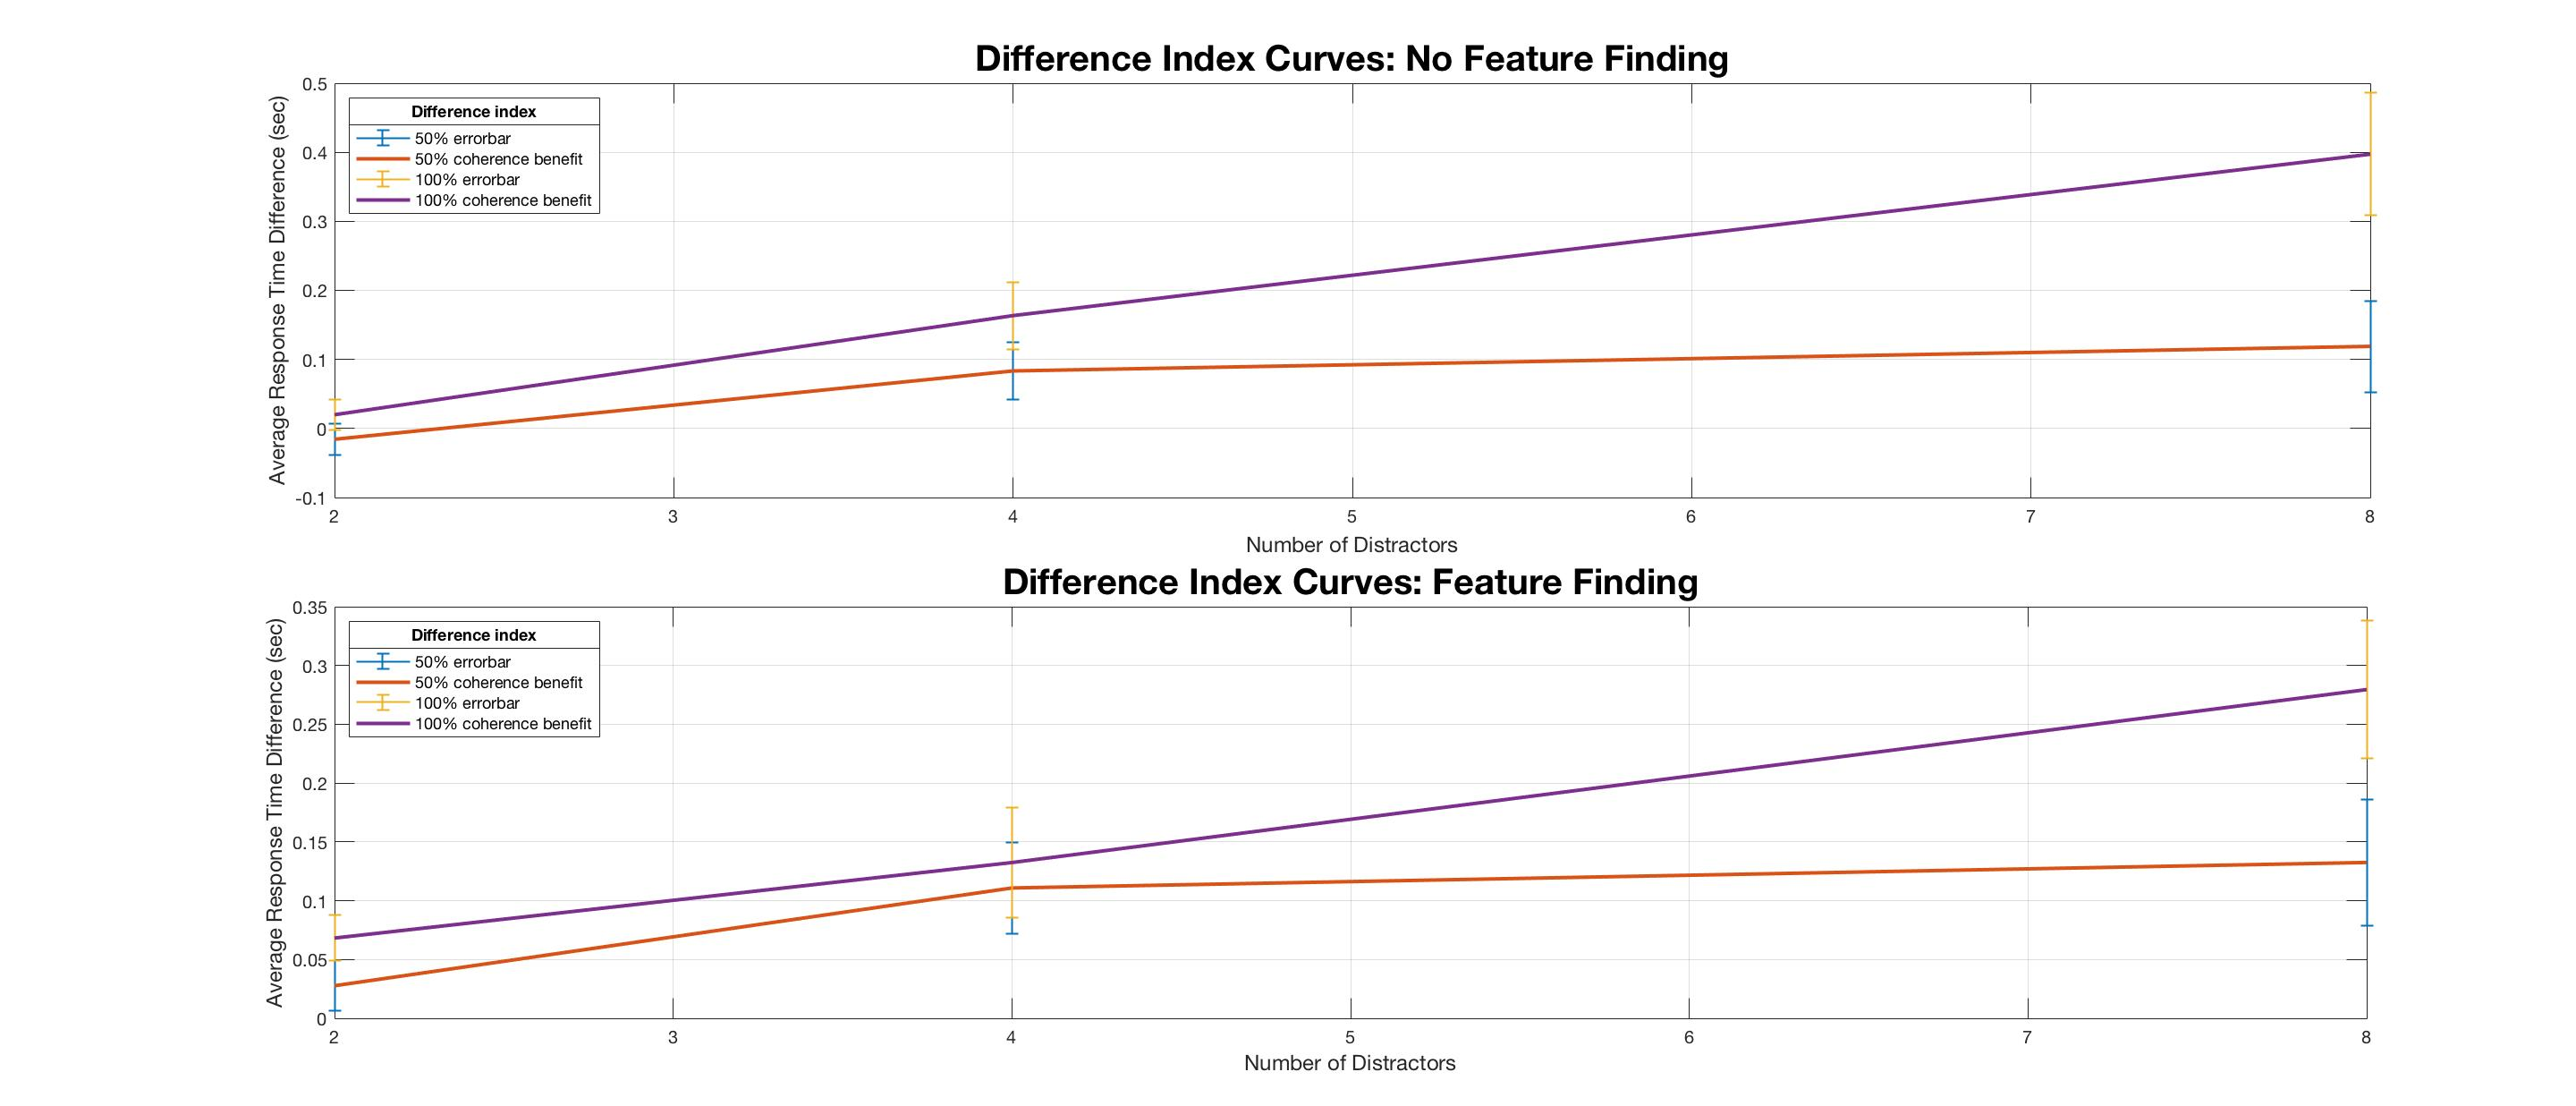 Difference Index Curves: No Feature Finding
Average Response Time Difference (sec)
0.5
0.4
0.3
0.2
0.1
0
-0.1
Difference index
50% errorbar
50% coherence benefit
100% errorbar
100% coherence benefit
2 3 4 5 6 7 8
Number of Distractors
Difference Index Curves: Feature Finding
Average Response Time Difference (sec)
0.35
0.3
0.25
0.2
0.15
0.1
0.05
0
Difference index
50% errorbar
50% coherence benefit
100% errorbar
100% coherence benefit
2 3 4 5 6 7 8
Number of Distractors